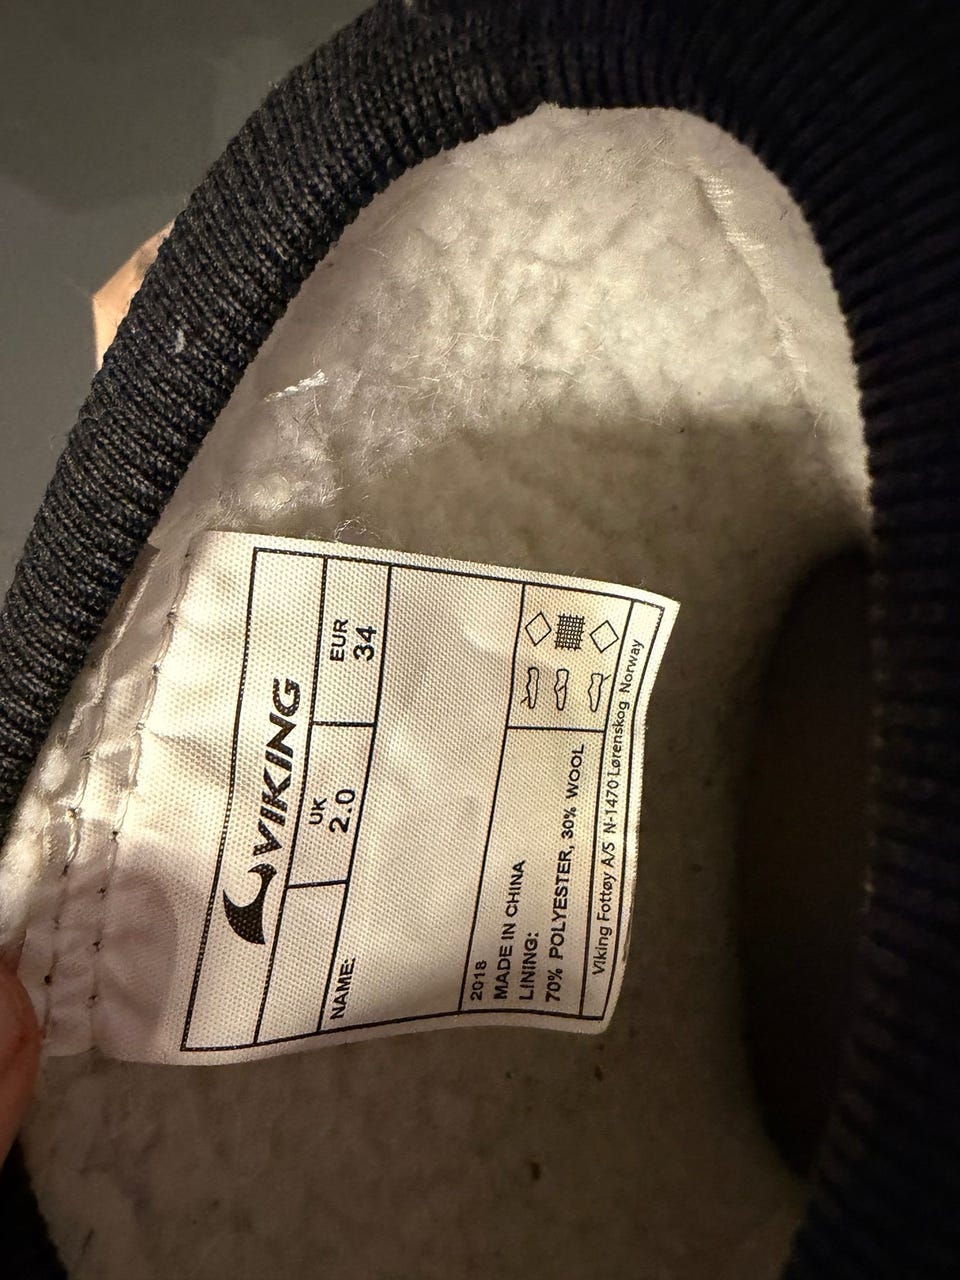 VIKING
UK EUR
2.0 34
NAME:
2018
MADE IN CHINA
LINING:
70% POLYESTER, 30% WOOL
Viking Fottøy A/S N-1470 Lørenskog Norway